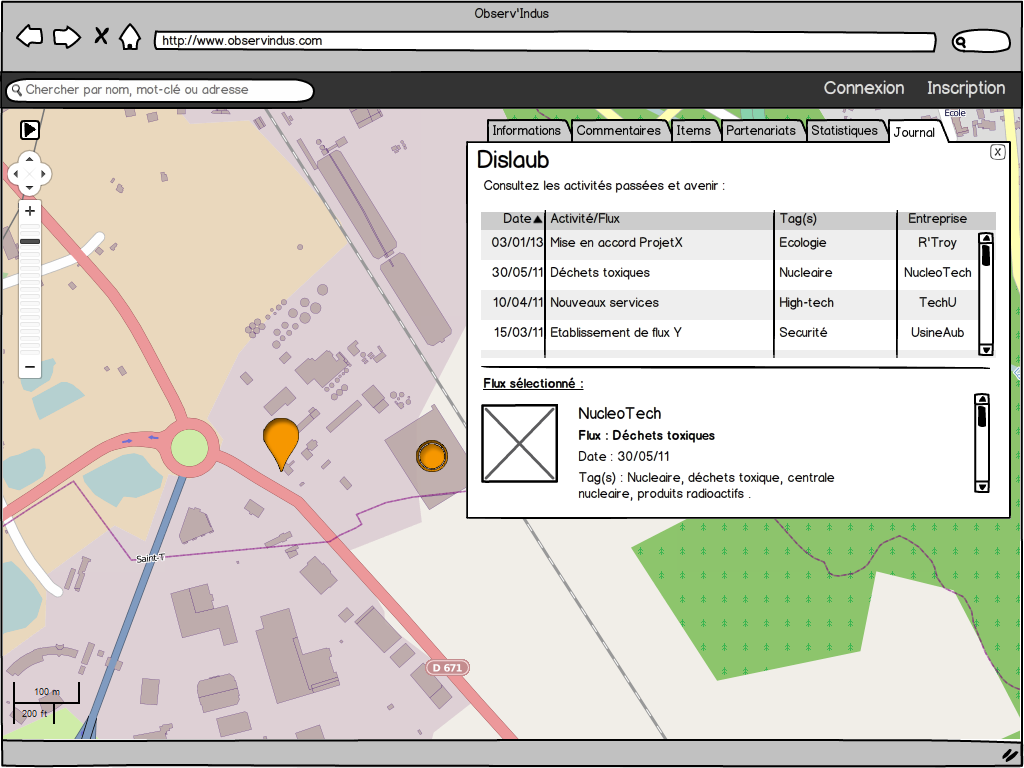 Observ'Indus
http://www.observindus.com
Chercher par nom, mot-clé ou adresse
Connexion Inscription
École
Informations Commentaires Items Partenariats Statistiques Journal
X
Dislaub
Consultez les activités passées et avenir :
Date Activité/Flux Tag(s) Entreprise
03/01/13 Mise en accord ProjetX Ecologie R'Troy
30/05/11 Déchets toxiques Nucleaire NucleoTech
10/04/11 Nouveaux services High-tech TechU
15/03/11 Etablissement de flux Y Securité UsineAub
Flux sélectionné :
NucleoTech
Flux : Déchets toxiques
Date : 30/05/11
Tag(s) : Nucleaire, déchets toxique, centrale
nucleaire, produits radioactifs .
Saint-T
D 671
100 m
200 ft